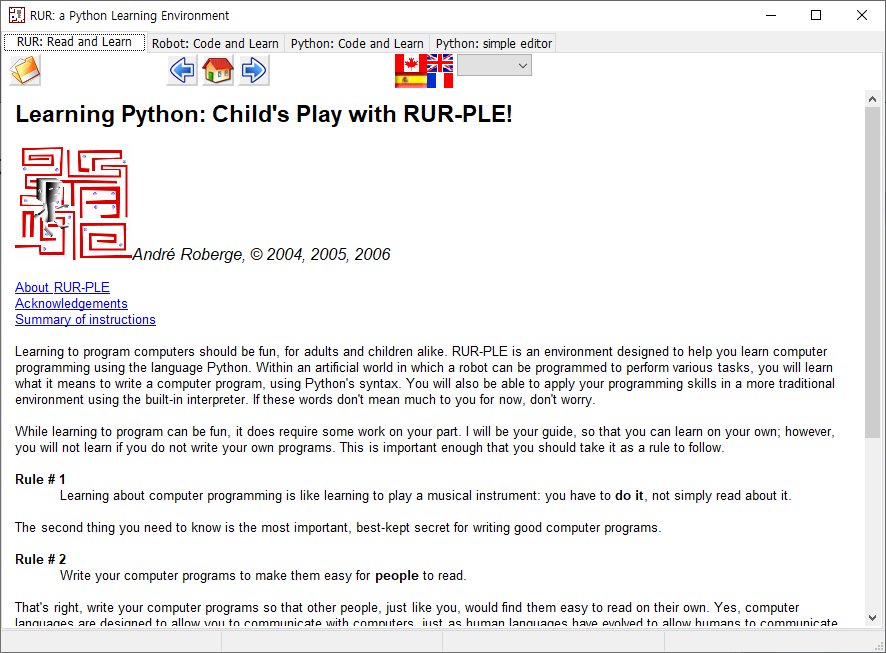 RUR: a Python Learning Environment
RUR: Read and Learn
Robot: Code and Learn
Python: Code and Learn
Python: simple editor
Learning Python: Child's Play with RUR-PLE!
André Roberge, © 2004, 2005, 2006
About RUR-PLE
Acknowledgements
Summary of instructions
Learning to program computers should be fun, for adults and children alike. RUR-PLE is an environment designed to help you learn computer
programming using the language Python. Within an artificial world in which a robot can be programmed to perform various tasks, you will learn
what it means to write a computer program, using Python's syntax. You will also be able to apply your programming skills in a more traditional
environment using the built-in interpreter. If these words don't mean much to you for now, don't worry.
While learning to program can be fun, it does require some work on your part. I will be your guide, so that you can learn on your own; however,
you will not learn if you do not write your own programs. This is important enough that you should take it as a rule to follow.
Rule # 1
Learning about computer programming is like learning to play a musical instrument: you have to do it, not simply read about it.
The second thing you need to know is the most important, best-kept secret for writing good computer programs.
Rule # 2
Write your computer programs to make them easy for people to read.
That's right, write your computer programs so that other people, just like you, would find them easy to read on their own. Yes, computer
languages are designed to allow you to communicate with computers, just as human languages have evolved to allow humans to communicate